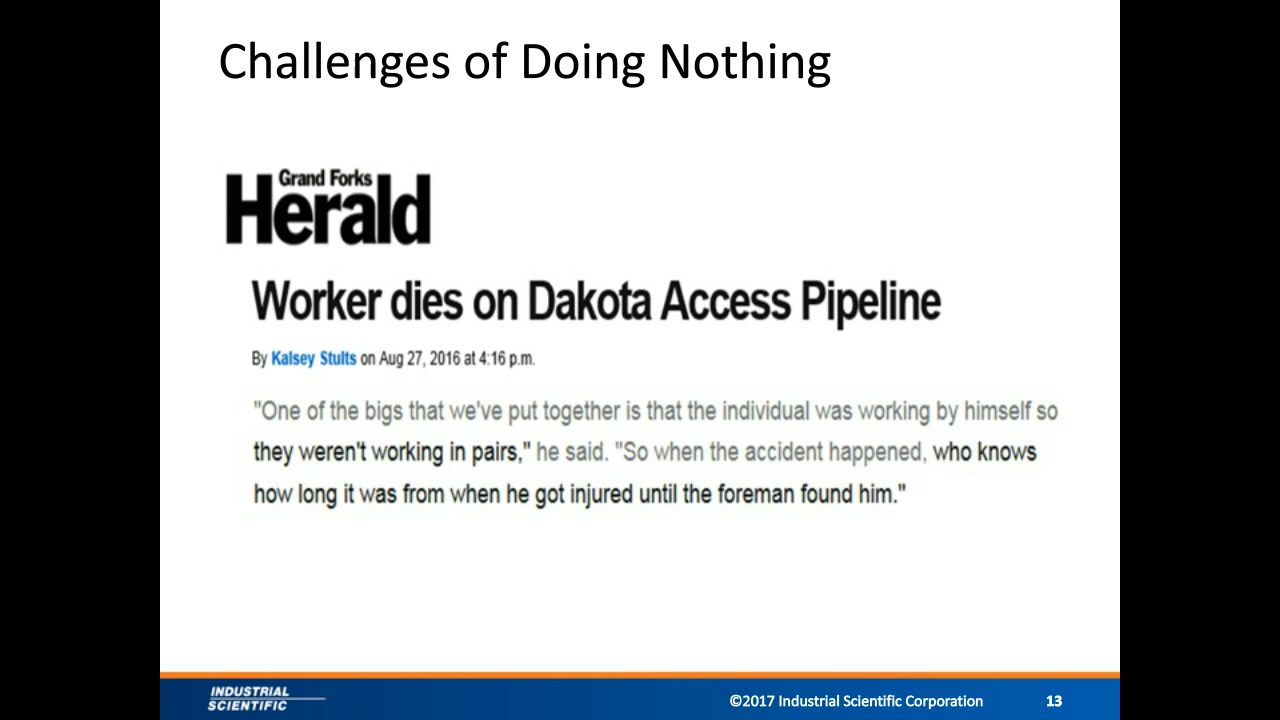 Challenges of Doing Nothing
Grand Forks
Herald
Worker dies on Dakota Access Pipeline
By Kalsey Stults on Aug 27, 2016 at 4:16 p.m.
"One of the bigs that we've put together is that the individual was working by himself so
they weren't working in pairs," he said. "So when the accident happened, who knows
how long it was from when he got injured until the foreman found him."
INDUSTRIAL
SCIENTIFIC
©2017 Industrial Scientific Corporation 13